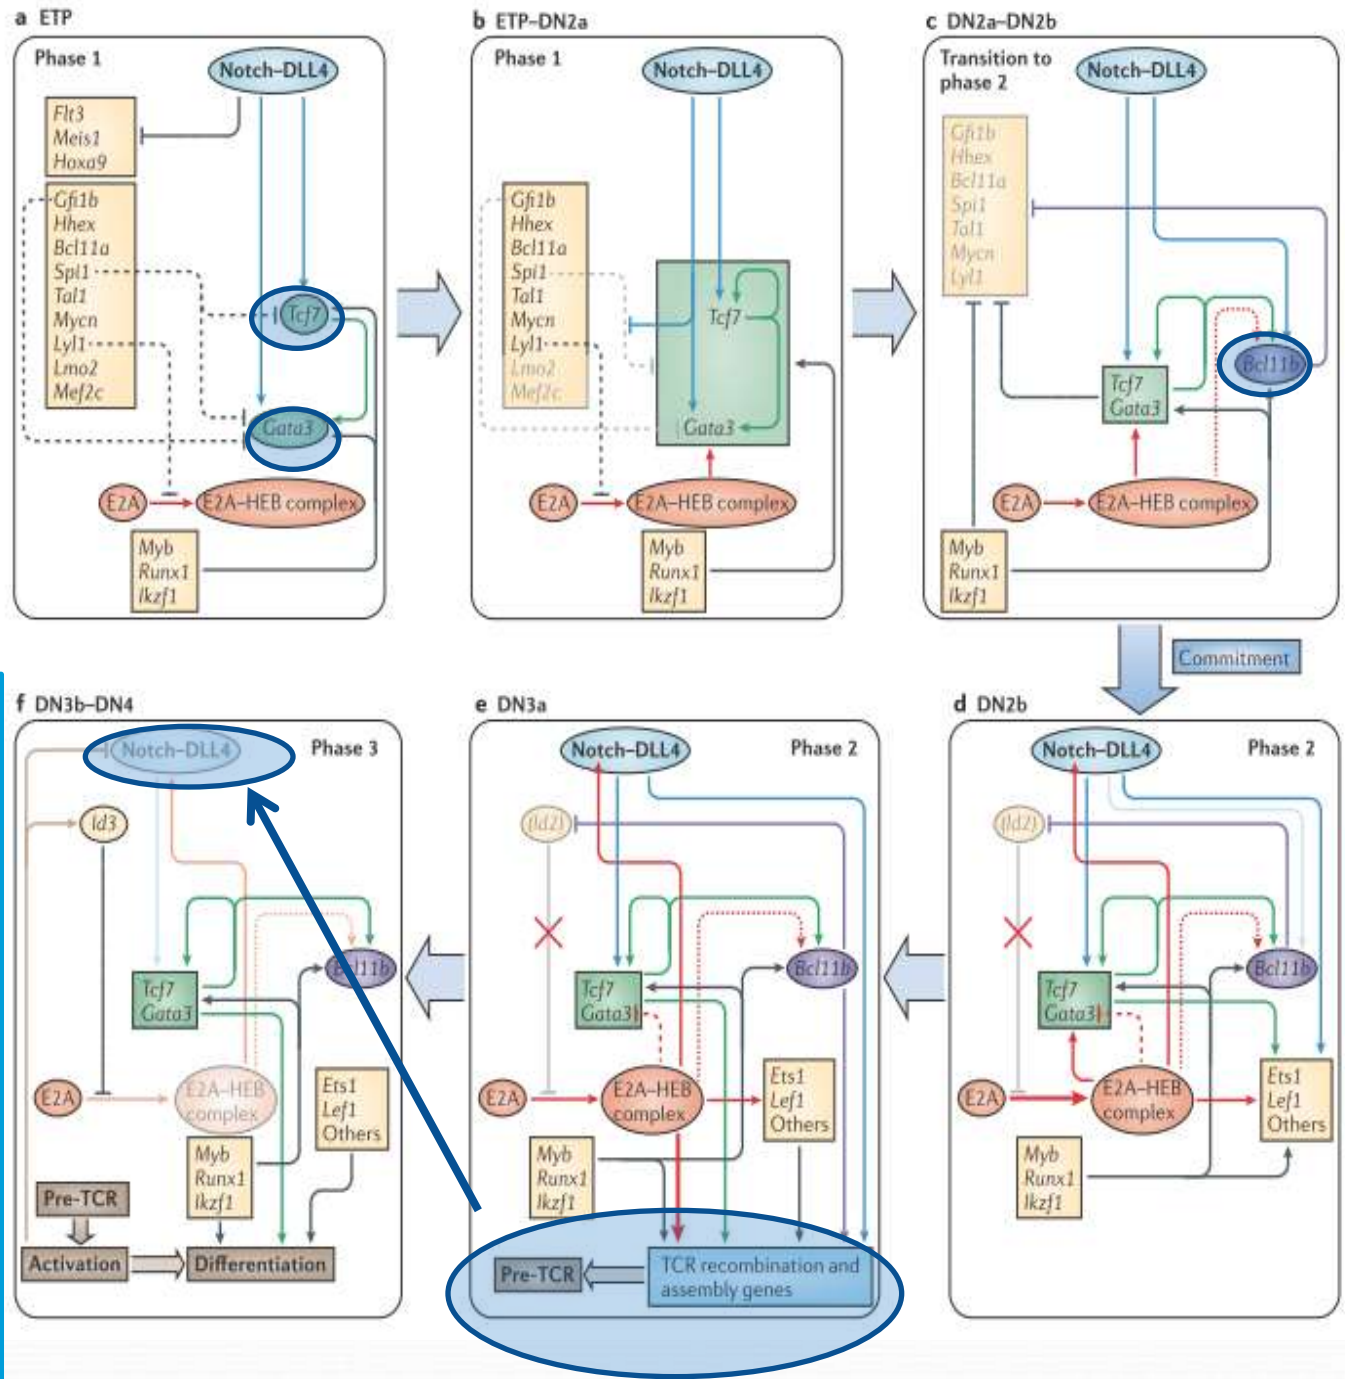 a ETP
Phase 1
Notch–DLL4
Flt3
Meis1
Hoxa9
Gfi1b
Hhex
Bcl11a
Spi1
Tal1
Mycn
Lyl1
Lmo2
Mef2c
Tcf7
Gata3
E2A
E2A–HEB complex
Myb
Runx1
Ikzf1
b ETP–DN2a
Phase 1
Notch–DLL4
Gfi1b
Hhex
Bcl11a
Spi1
Tal1
Mycn
Lyl1
Lmo2
Mef2c
Tcf7
Gata3
E2A
E2A–HEB complex
Myb
Runx1
Ikzf1
c DN2a–DN2b
Transition to
phase 2
Notch–DLL4
Gfi1b
Hhex
Bcl11a
Spi1
Tal1
Mycn
Lyl1
Bcl11b
Tcf7
Gata3
E2A
E2A–HEB complex
Myb
Runx1
Ikzf1
Commitment
f DN3b–DN4
Notch–DLL4
Phase 3
Id3
Bcl11b
Tcf7
Gata3
E2A
E2A–HEB
complex
Ets1
Lef1
Others
Myb
Runx1
Ikzf1
Pre-TCR
Activation
Differentiation
e DN3a
Notch–DLL4
Phase 2
(Id2)
Bcl11b
Tcf7
Gata3
E2A
E2A–HEB
complex
Ets1
Lef1
Others
Myb
Runx1
Ikzf1
Pre-TCR
TCR recombination and
assembly genes
d DN2b
Notch–DLL4
Phase 2
(Id2)
Bcl11b
Tcf7
Gata3
E2A
E2A–HEB
complex
Ets1
Lef1
Others
Myb
Runx1
Ikzf1